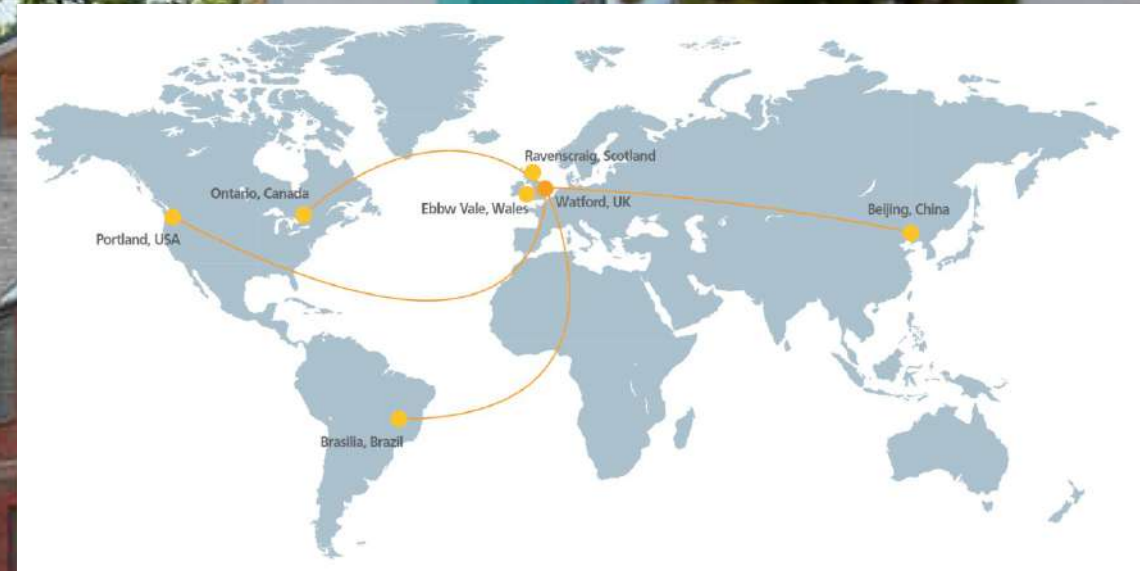 Ravenscraig, Scotland
Ontario, Canada
Ebbw Vale, Wales
Watford, UK
Beijing, China
Portland, USA
Brasilia, Brazil